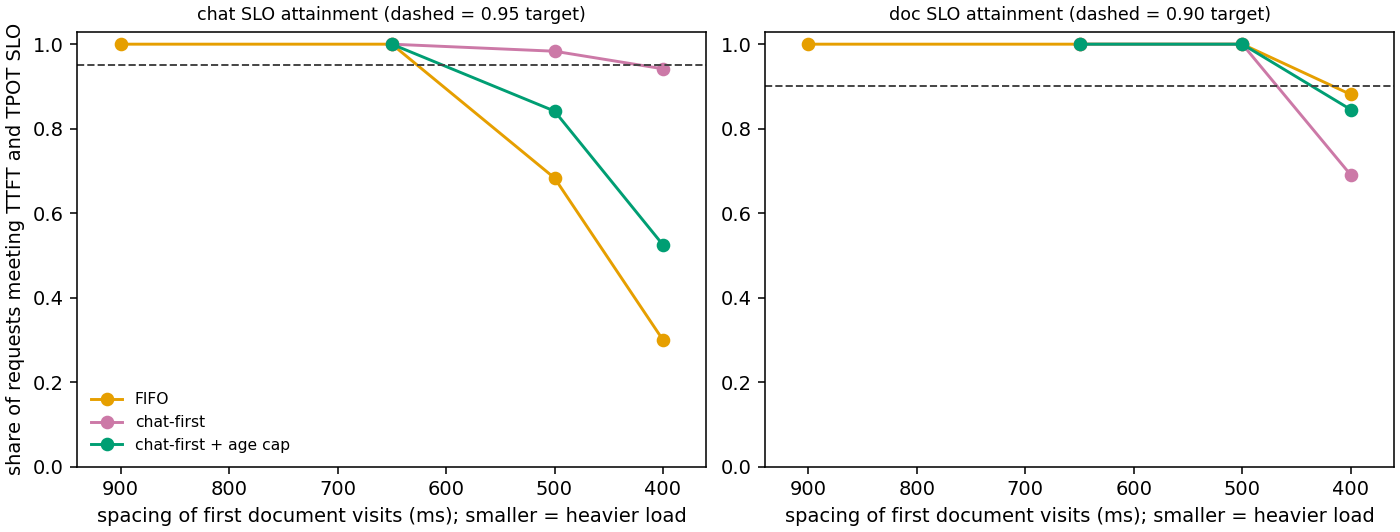 chat SLO attainment (dashed = 0.95 target)
share of requests meeting TTFT and TPOT SLO
1.0
0.8
0.6
0.4
0.2
0.0
FIFO
chat-first
chat-first + age cap
900 800 700 600 500 400
spacing of first document visits (ms); smaller = heavier load
doc SLO attainment (dashed = 0.90 target)
1.0
0.8
0.6
0.4
0.2
0.0
900 800 700 600 500 400
spacing of first document visits (ms); smaller = heavier load